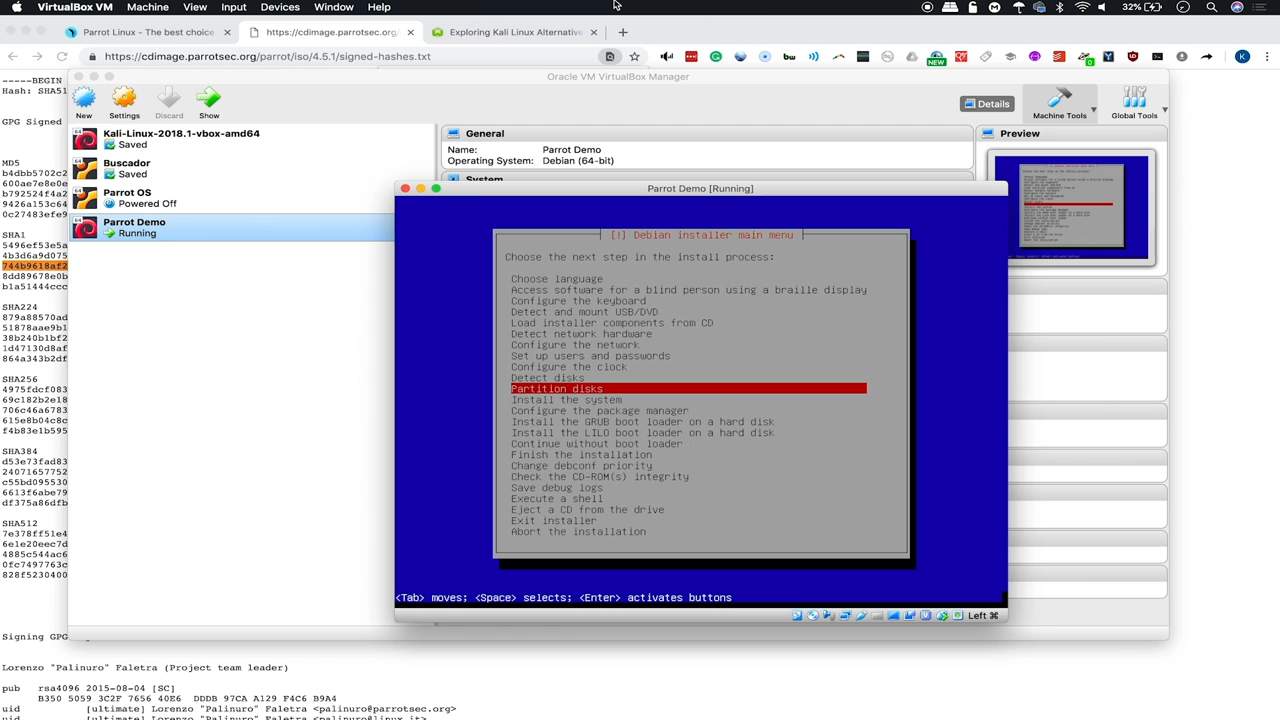 VirtualBox VM Machine View Input Devices Window Help 32%
Parrot Linux - The best choice
https://cdimage.parrotsec.org/
Exploring Kali Linux Alternative
https://cdimage.parrotsec.org/parrot/iso/4.5.1/signed-hashes.txt
NEW
bw
-----BEGIN
Hash: SHA51
GPG Signed
MD5
SHA1
SHA224
879a88570ad
SHA256
SHA384
SHA512
Signing GPG
Lorenzo "Palinuro" Faletra (Project team leader)
pub rsa4096 2015-08-04 [SC]
B350 5059 3C2F 7656 40E6 DDDB 97CA A129 F4C6 B9A4
uid [ultimate] Lorenzo "Palinuro" Faletra <palinuro@parrotsec.org>
uid [ultimate] Lorenzo "Palinuro" Faletra <palinuro@linux.it>
Oracle VM VirtualBox Manager
New Settings Discard Show
Details
Machine Tools
Global Tools
Kali-Linux-2018.1-vbox-amd64
Saved
Buscador
Saved
Parrot OS
Powered Off
Parrot Demo
Running
General
Name: Parrot Demo
Operating System: Debian (64-bit)
System
Preview
Parrot Demo [Running]
[!] Debian installer main menu
Choose the next step in the install process:
Choose language
Access software for a blind person using a braille display
Configure the keyboard
Detect and mount USB/DVD
Load installer components from CD
Detect network hardware
Configure the network
Set up users and passwords
Configure the clock
Detect disks
Partition disks
Install the system
Configure the package manager
Install the GRUB boot loader on a hard disk
Install the LILO boot loader on a hard disk
Continue without boot loader
Finish the installation
Change debconf priority
Check the CD-ROM(s) integrity
Save debug logs
Execute a shell
Eject a CD from the drive
Exit installer
Abort the installation
<Tab> moves; <Space> selects; <Enter> activates buttons
Left ⌘